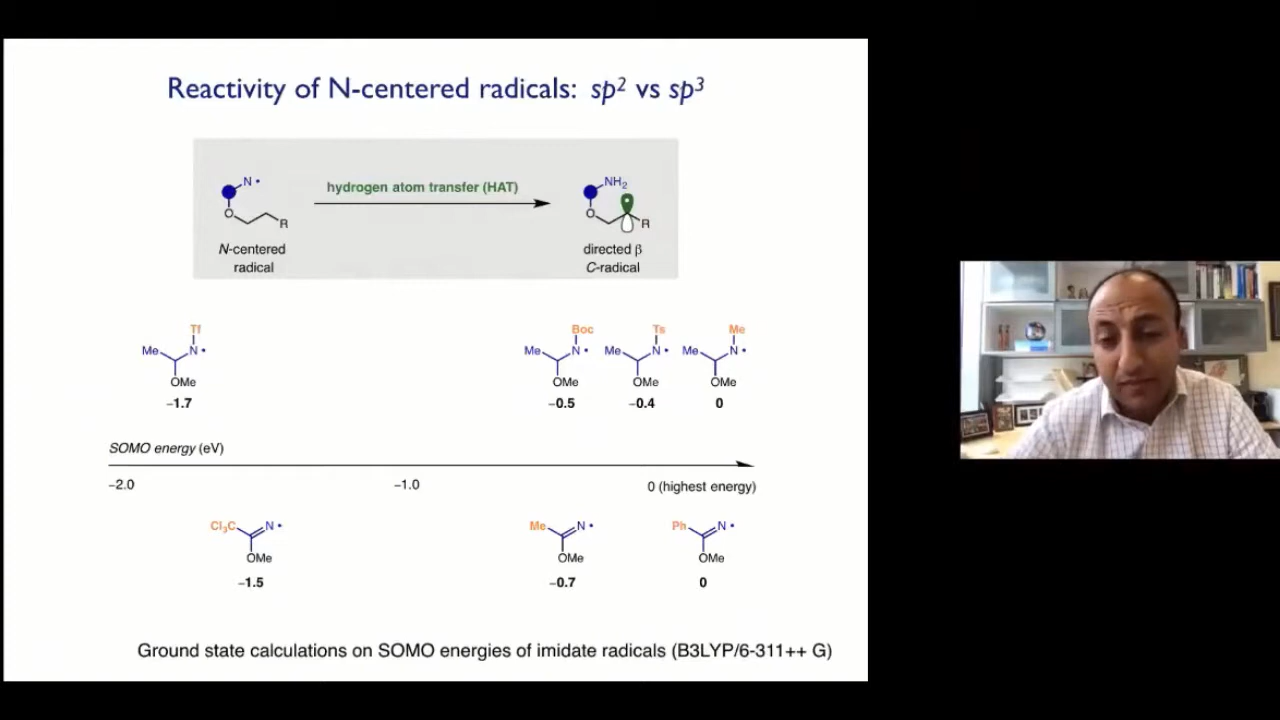 Reactivity of N-centered radicals: sp² vs sp³
N •
hydrogen atom transfer (HAT)
NH₂
O
R
O
R
N-centered
radical
directed β
C-radical
Tf
Boc
Ts
Me
Me
N •
Me
N •
Me
N •
Me
N •
OMe
OMe
OMe
OMe
−1.7
−0.5
−0.4
0
SOMO energy (eV)
−2.0
−1.0
0 (highest energy)
Cl₃C
N •
Me
N •
Ph
N •
OMe
OMe
OMe
−1.5
−0.7
0
Ground state calculations on SOMO energies of imidate radicals (B3LYP/6-311++ G)